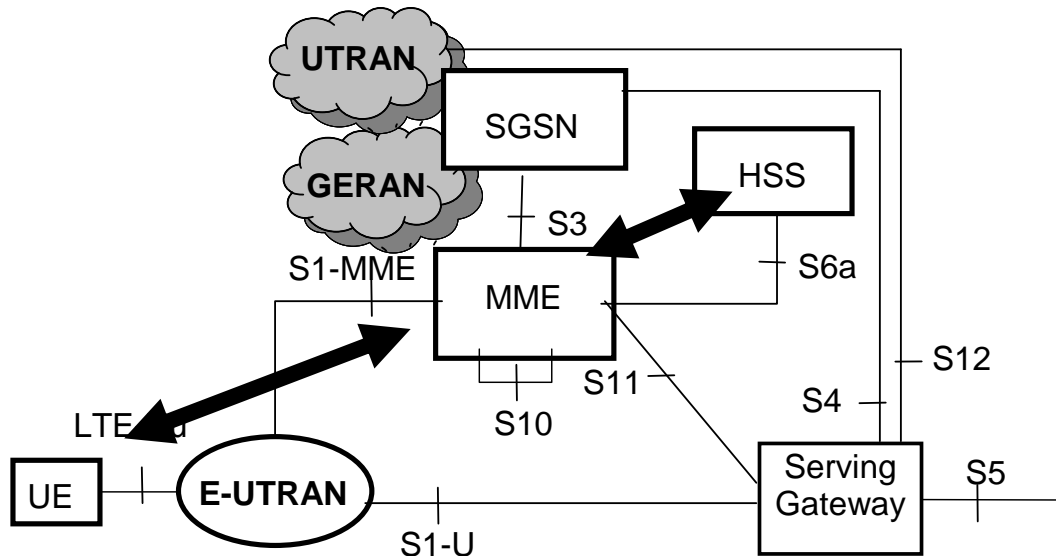 UTRAN
SGSN
HSS
GERAN
S3
S1-MME
S6a
MME
S12
S11
S4
S10
LTE
UE
E-UTRAN
Serving
Gateway
S5
S1-U